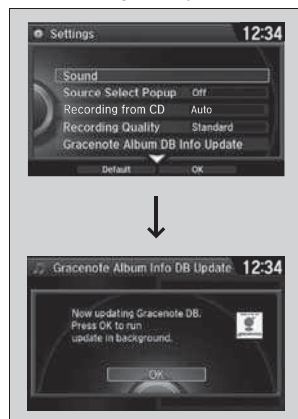 Settings 12:34
Sound
Source Select Popup Off
Recording from CD Auto
Recording Quality Standard
Gracenote Album DB Info Update
Default OK
Gracenote Album Info DB Update 12:34
Now updating Gracenote DB.
Press OK to run
update in background.
gracenote
OK